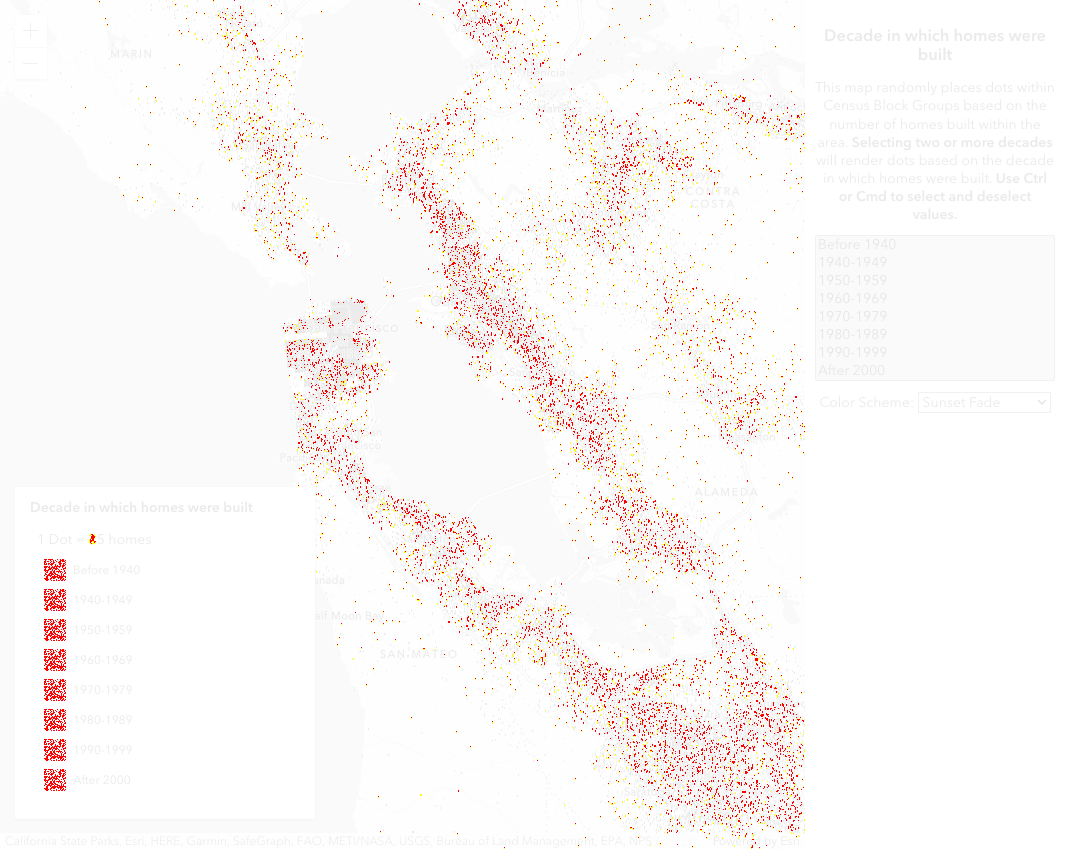 MARIN
CONTRA
COSTA
ALAMEDA
Half Moon Bay
SAN MATEO
Decade in which homes were built
homes
Before 1940
1940-1949
1950-1959
1960-1969
1970-1979
1980-1989
1990-1999
After 2000
California State Parks, Esri, HERE, Garmin, SafeGraph, FAO, METI/NASA, USGS, Bureau of Land Management, EPA, NPS
Powered by Esri
Decade in which homes were
built
This map randomly places dots within
Census Block Groups based on the
number of homes built within the
area. Selecting two or more decades
will render dots based on the decade
in which homes were built. Use Ctrl
or Cmd to select and deselect
values.
Before 1940
1940-1949
1950-1959
1960-1969
1970-1979
1980-1989
1990-1999
After 2000
Color Scheme: Sunset Fade